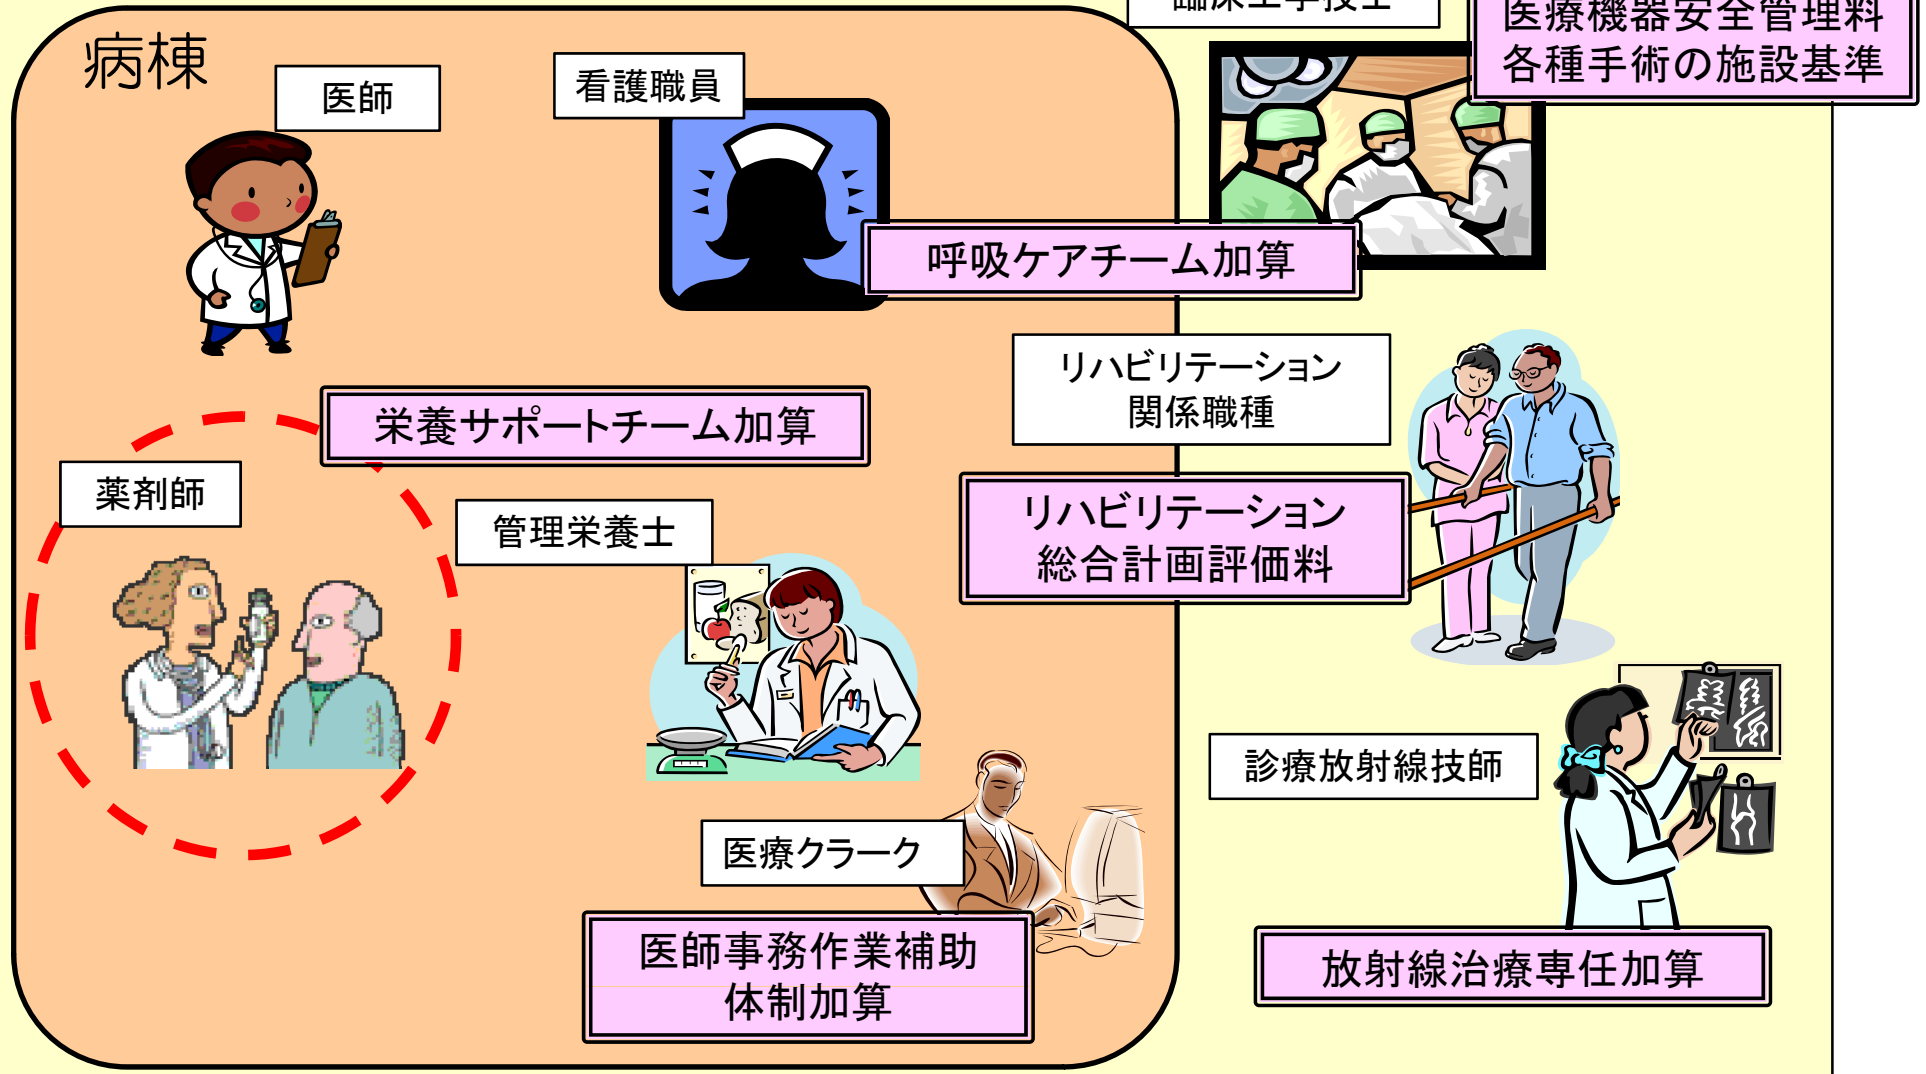 臨床工学技士
医療機器安全管理料
各種手術の施設基準
病棟
医師
看護職員
呼吸ケアチーム加算
リハビリテーション
関係職種
栄養サポートチーム加算
薬剤師
管理栄養士
リハビリテーション
総合計画評価料
診療放射線技師
医療クラーク
医師事務作業補助
体制加算
放射線治療専任加算